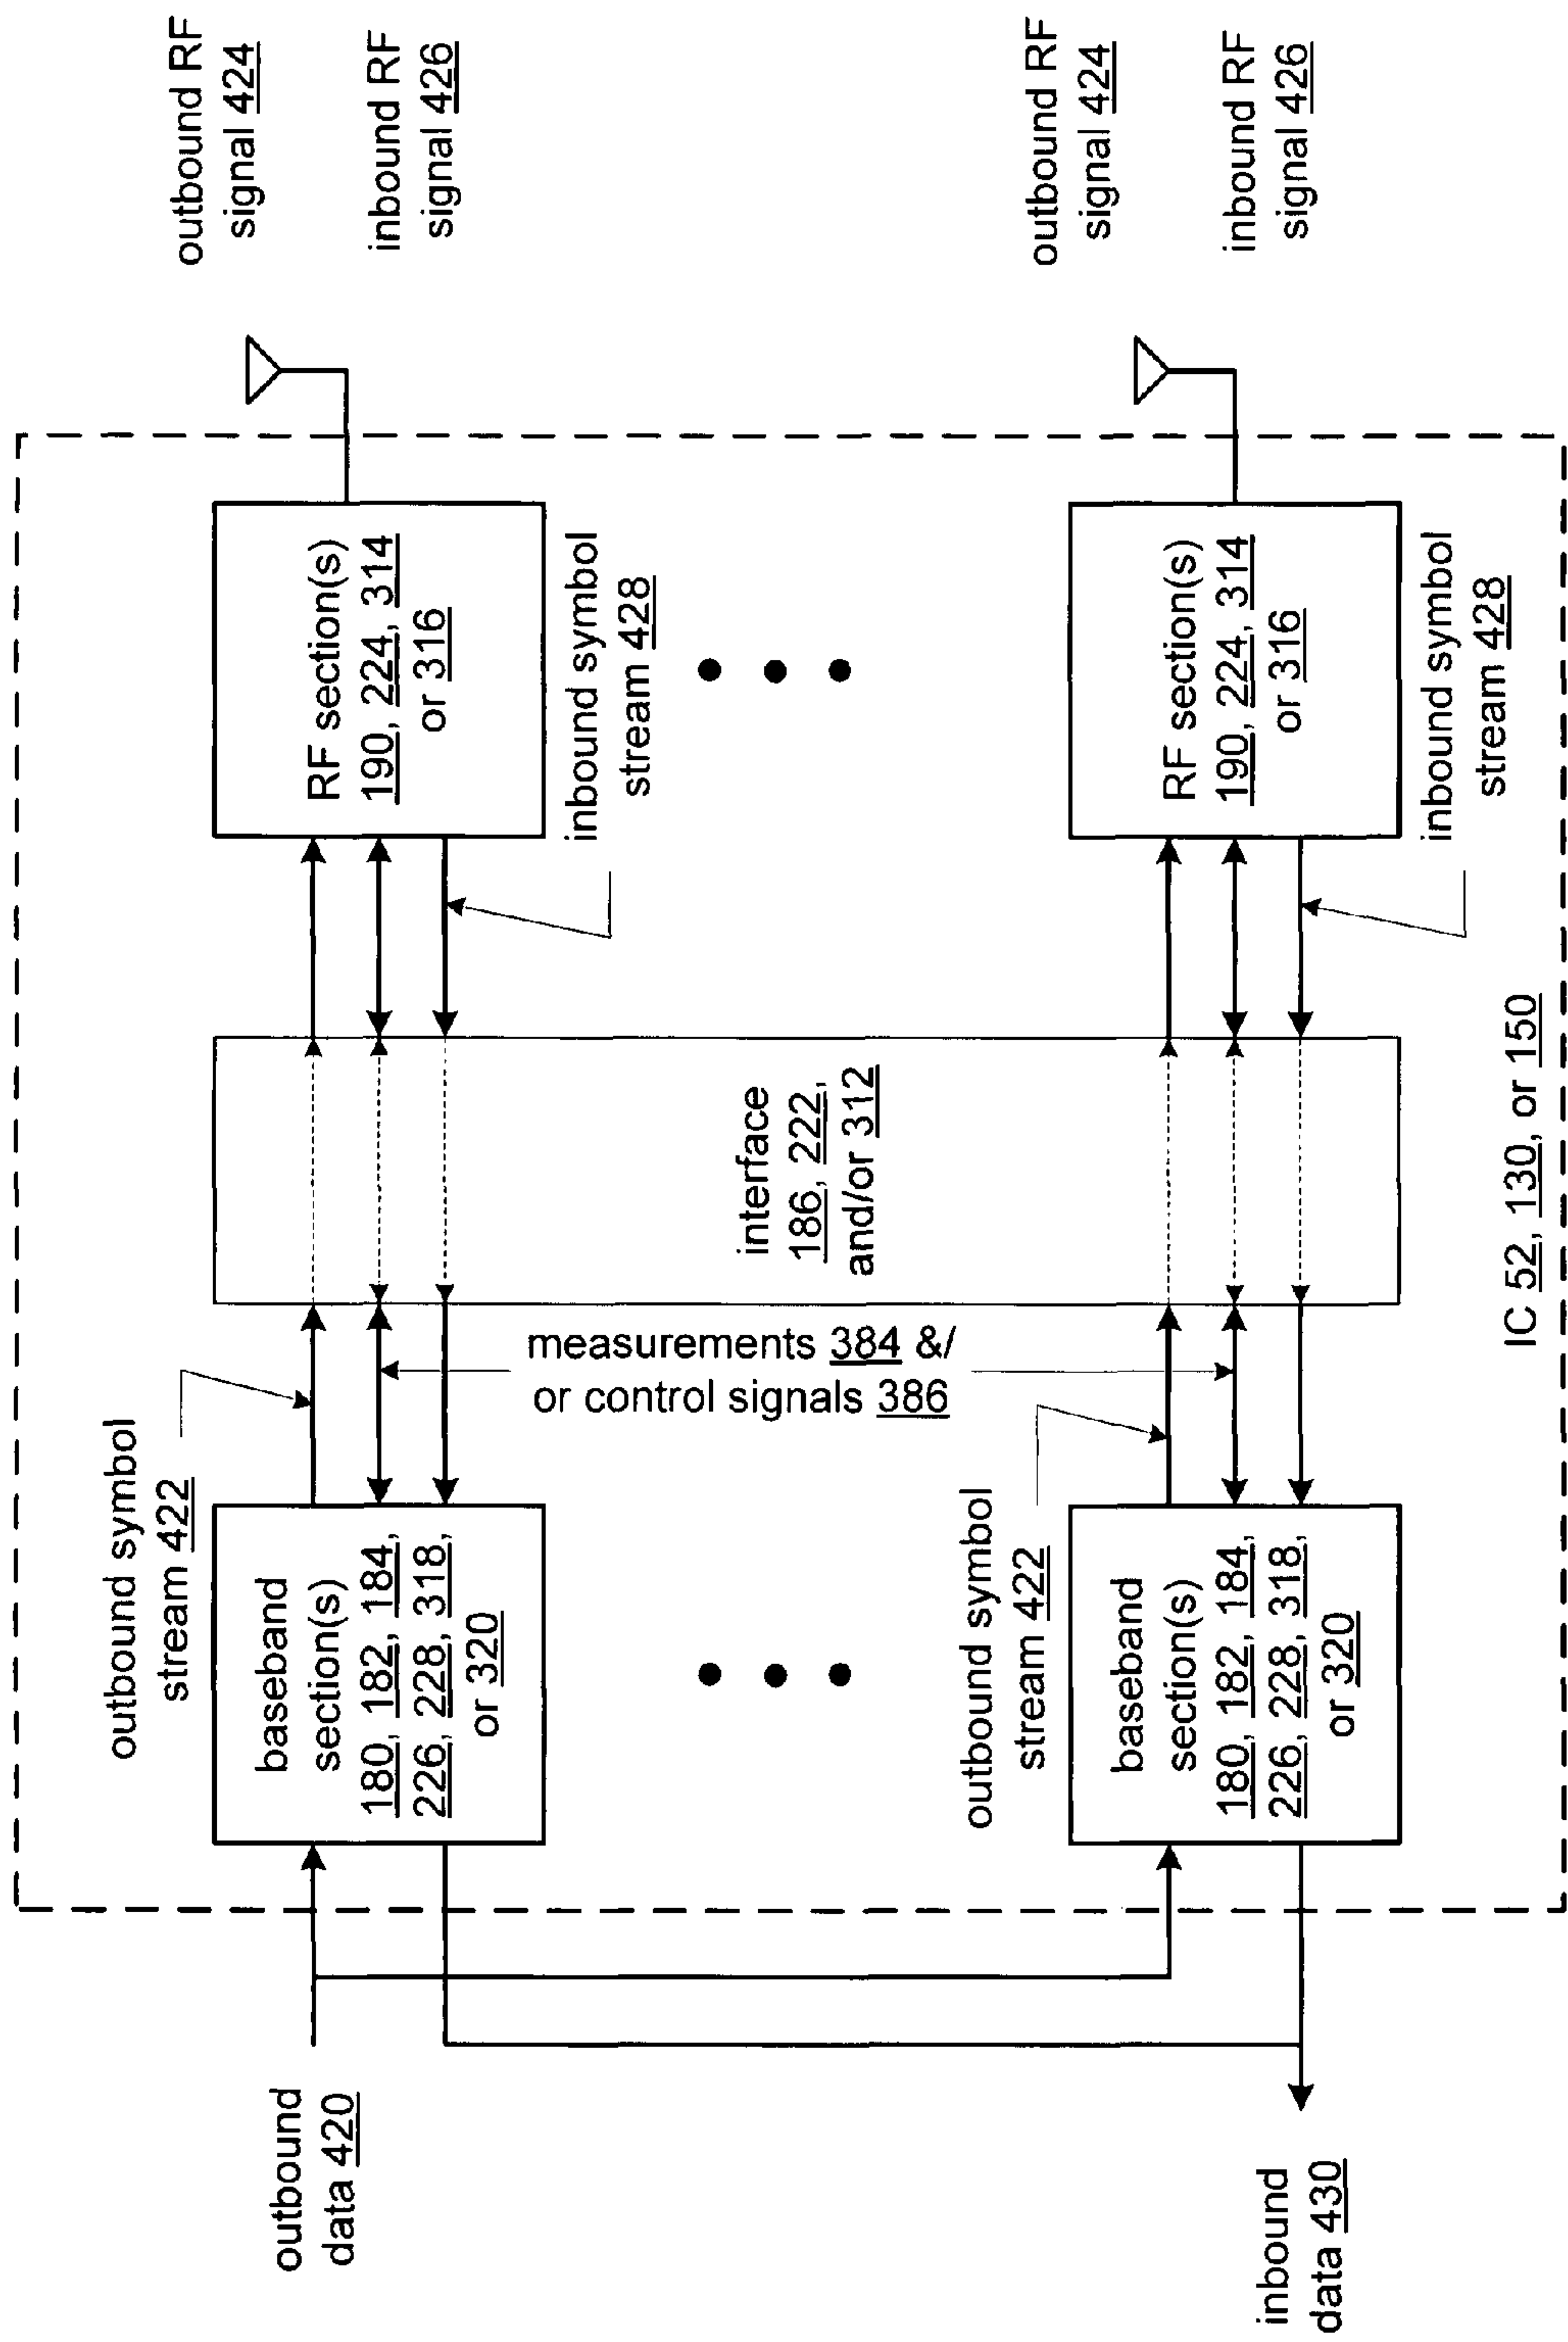 outbound RF
signal 424
inbound RF
signal 426
RF section(s)
190, 224, 314
or 316
inbound symbol
stream 428
outbound symbol
stream 422
baseband
section(s)
180, 182, 184,
226, 228, 318,
or 320
outbound
data 420
measurements 384 &/
or control signals 386
interface
186, 222,
and/or 312
outbound RF
signal 424
inbound RF
signal 426
RF section(s)
190, 224, 314
or 316
inbound symbol
stream 428
outbound symbol
stream 422
baseband
section(s)
180, 182, 184,
226, 228, 318,
or 320
inbound
data 430
IC 52, 130, or 150